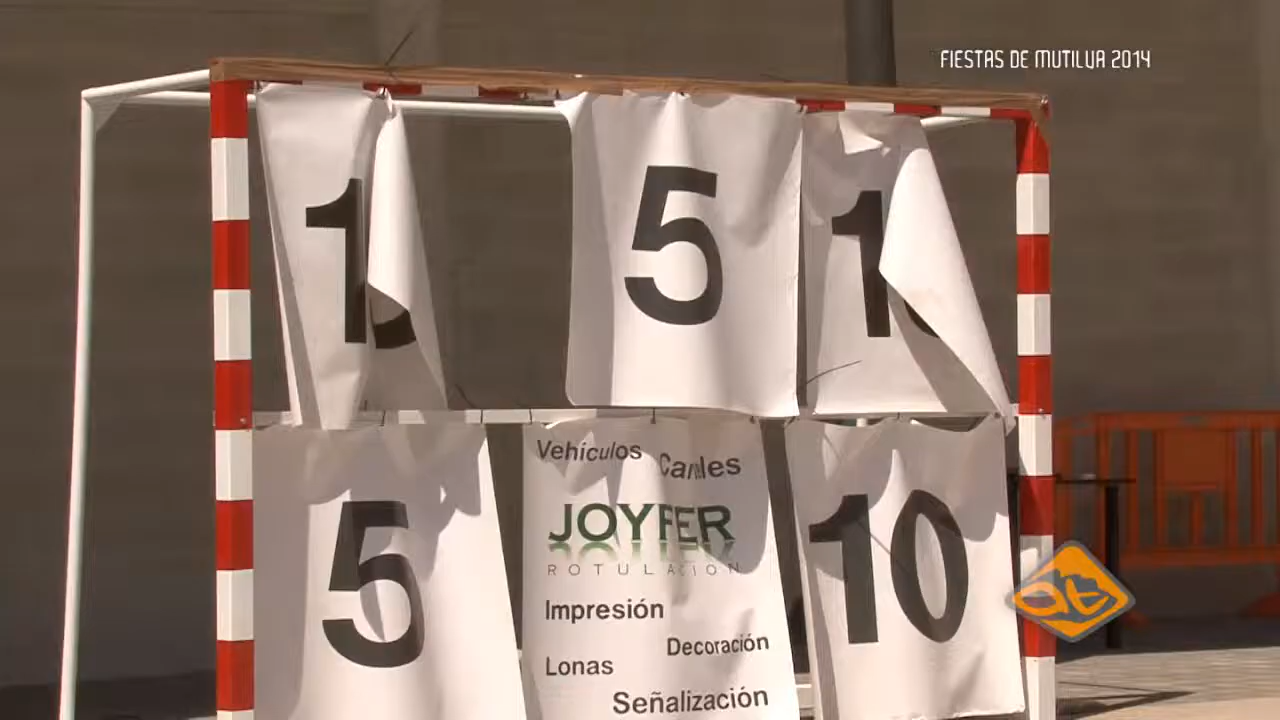 FIESTAS DE MUTILVA 2014
1
5
1
5
Vehículos
Carteles
JOYFER
ROTULACIÓN
Impresión
Decoración
Lonas
Señalización
10